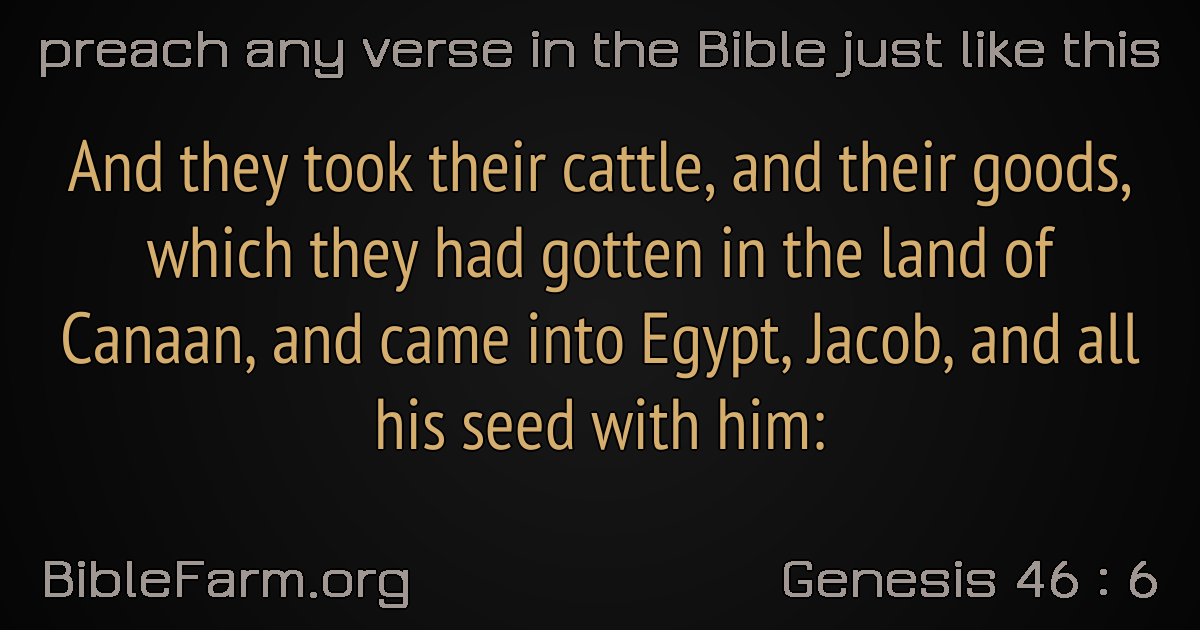 preach any verse in the Bible just like this
And they took their cattle, and their goods,
which they had gotten in the land of
Canaan, and came into Egypt, Jacob, and all
his seed with him:
BibleFarm.org
Genesis 46 : 6